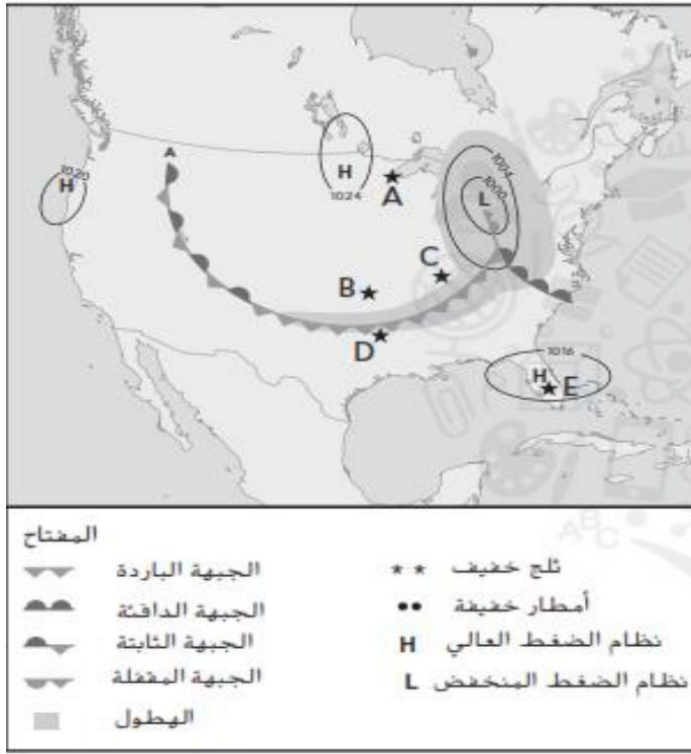 A
1020
H
H
1024
A
1004
1000
L
C
B
D
1016
H
E
المفتاح
الجبهة الباردة
الجبهة الدافئة
الجبهة الثابتة
الجبهة المقفلة
الهطول
ثلج خفيف
أمطار خفيفة
H نظام الضغط العالي
L نظام الضغط المنخفض
ABC